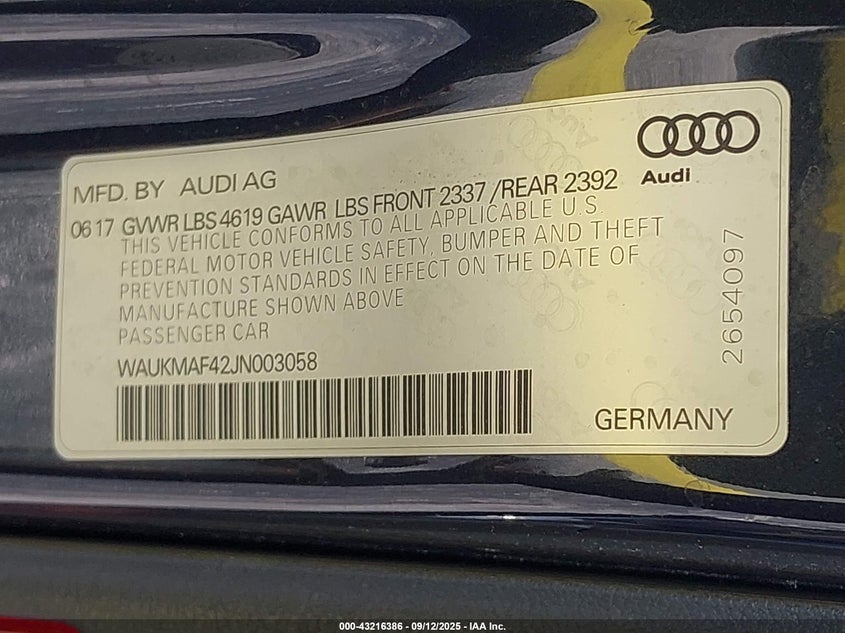 Audi
MFD. BY AUDI AG
06 17 GVWR LBS 4619 GAWR LBS FRONT 2337 /REAR 2392
THIS VEHICLE CONFORMS TO ALL APPLICABLE U.S.
FEDERAL MOTOR VEHICLE SAFETY, BUMPER AND THEFT
PREVENTION STANDARDS IN EFFECT ON THE DATE OF
MANUFACTURE SHOWN ABOVE
PASSENGER CAR
WAUKMAF42JN003058
2654097
GERMANY
000-43216386 - 09/12/2025 - IAA Inc.